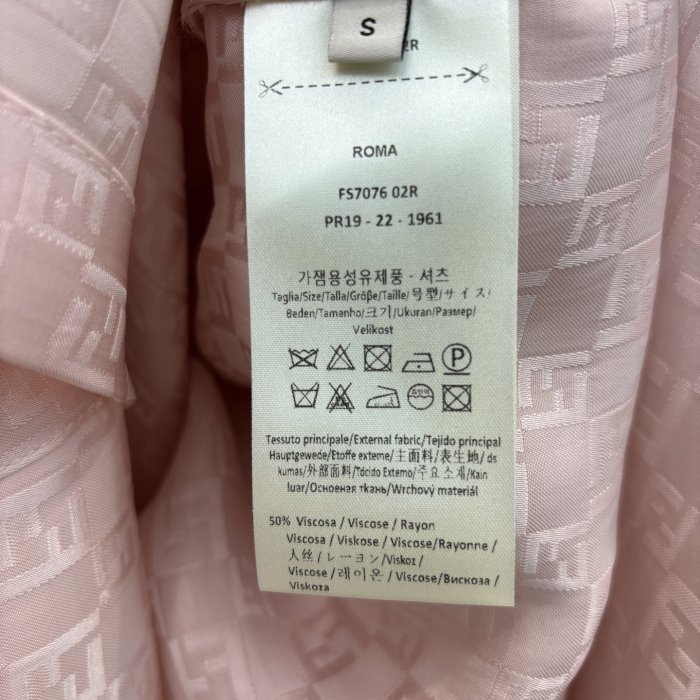 S
2R
ROMA
FS7076 02R
PR19 - 22 - 1961
가잼용성유제품 - 셔츠
Taglia/Size/Talla/Größe/Taille/号型/サイズ/
Beden/Tamanho/크기/Ukuran/Размер/
Velikost
P
Tessuto principale/External fabric/Tejido principal
Hauptgewede/Etoffe externe/主面料/表生地/ds
kumas/外部面料/Tdcido Externo/주요소재/Kain
luar/Основная ткань/Wrchový materiál
50% Viscosa / Viscose / Rayon
Viscosa / Viskose / Viscose/Rayonne /
人丝/レーヨン/Viskoz /
Viscose /레이온 / Viscose/Вискоза /
Viskoza